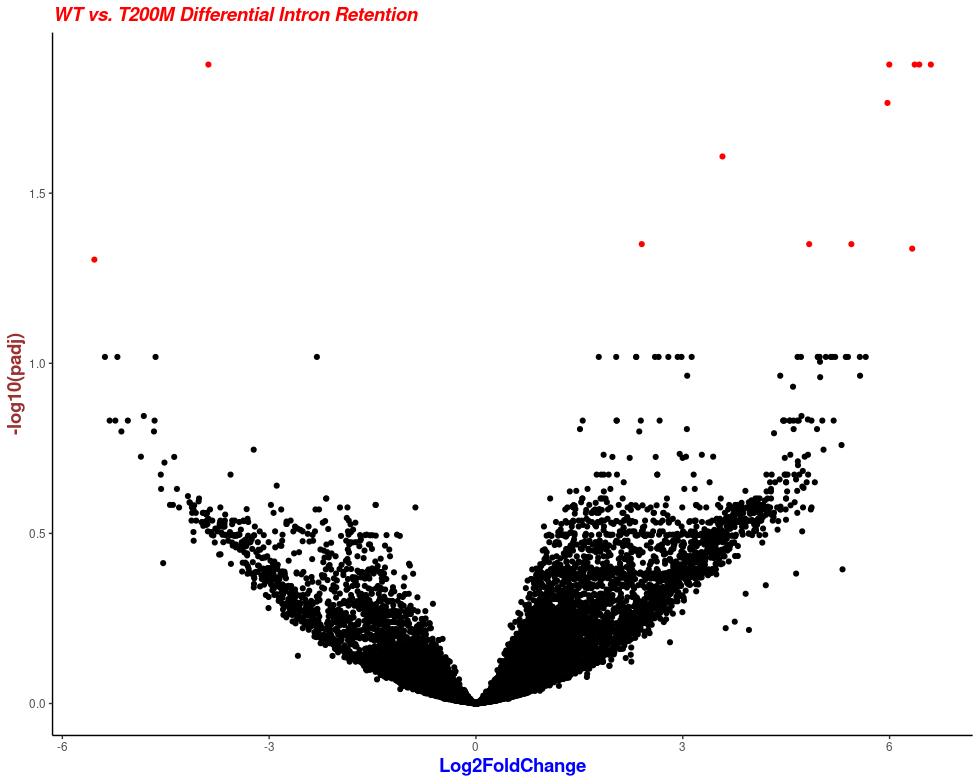 WT vs. T200M Differential Intron Retention
-log10(padj)
1.5
1.0
0.5
0.0
-6 -3 0 3 6
Log2FoldChange